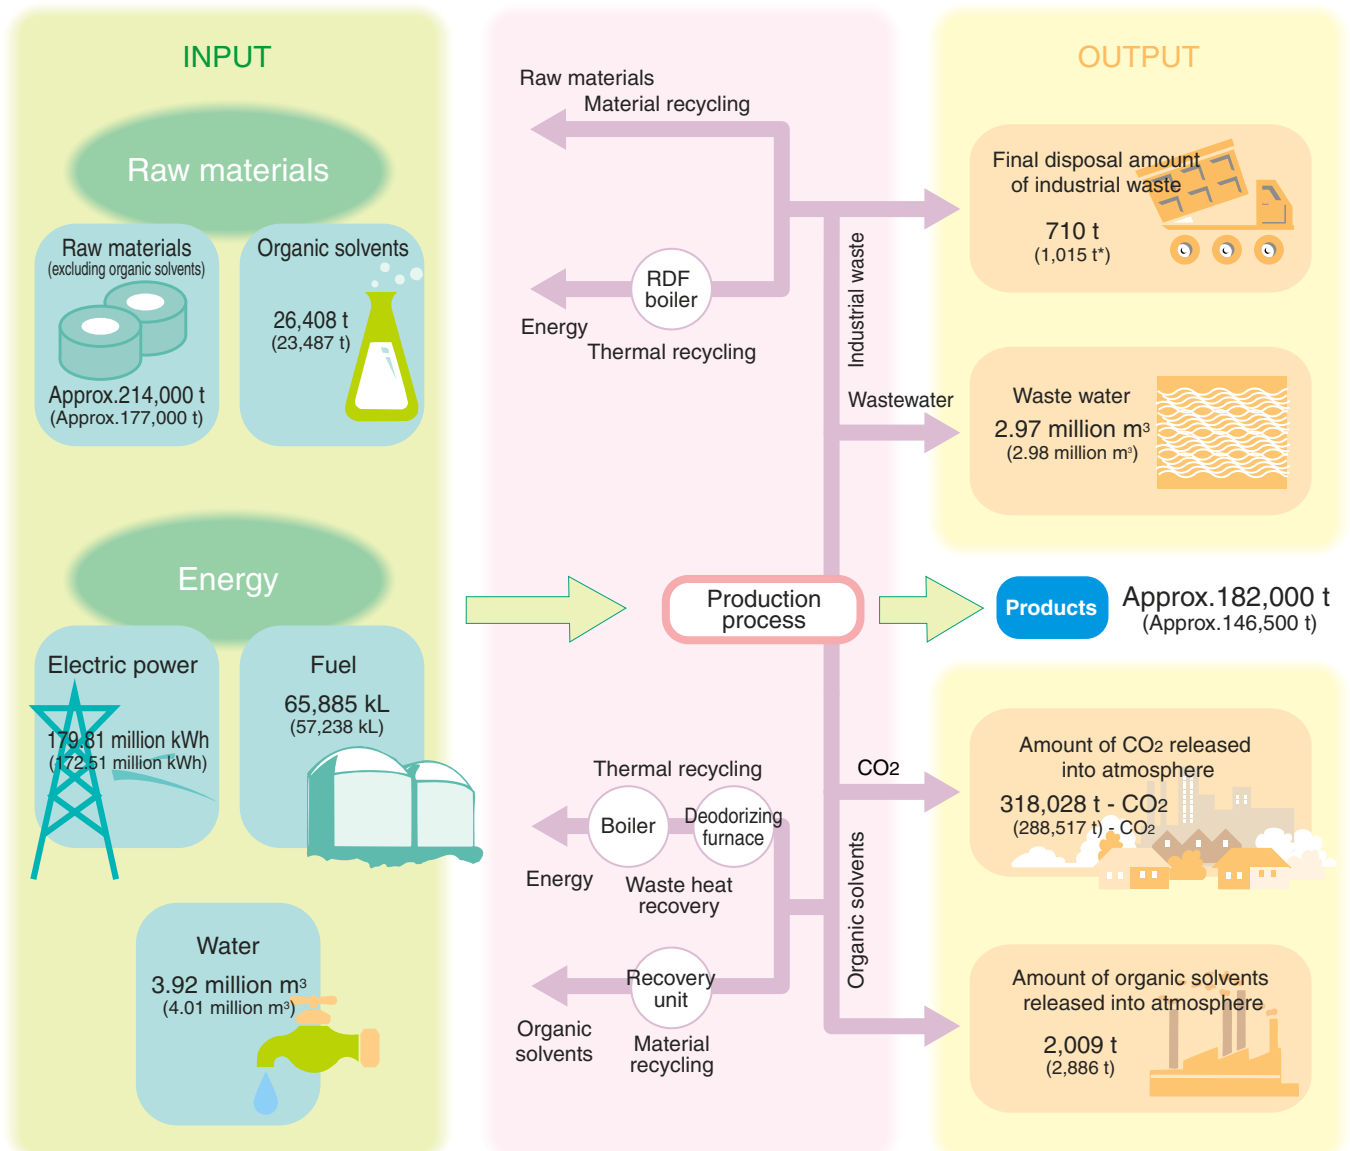 INPUT
Raw materials
Raw materials
(excluding organic solvents)
Approx.214,000 t
(Approx.177,000 t)
Organic solvents
26,408 t
(23,487 t)
Energy
Electric power
179.81 million kWh
(172.51 million kWh)
Fuel
65,885 kL
(57,238 kL)
Water
3.92 million m³
(4.01 million m³)
Raw materials
Material recycling
RDF
boiler
Energy
Thermal recycling
Industrial waste
Wastewater
Production
process
Thermal recycling
CO2
Boiler
Deodorizing
furnace
Energy
Waste heat
recovery
Organic solvents
Recovery
unit
Organic
solvents
Material
recycling
OUTPUT
Final disposal amount
of industrial waste
710 t
(1,015 t*)
Waste water
2.97 million m³
(2.98 million m³)
Products
Approx.182,000 t
(Approx.146,500 t)
Amount of CO2 released
into atmosphere
318,028 t - CO2
(288,517 t) - CO2
Amount of organic solvents
released into atmosphere
2,009 t
(2,886 t)